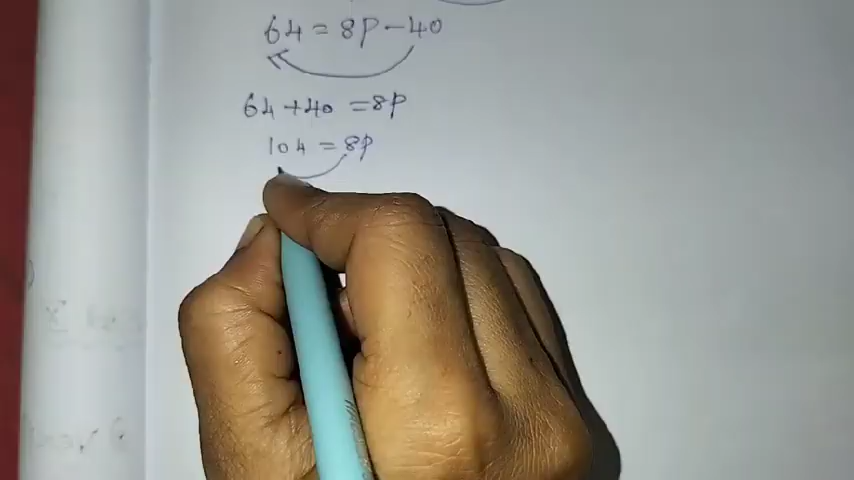 64 = 8p - 40
64 + 40 = 8p
104 = 8p